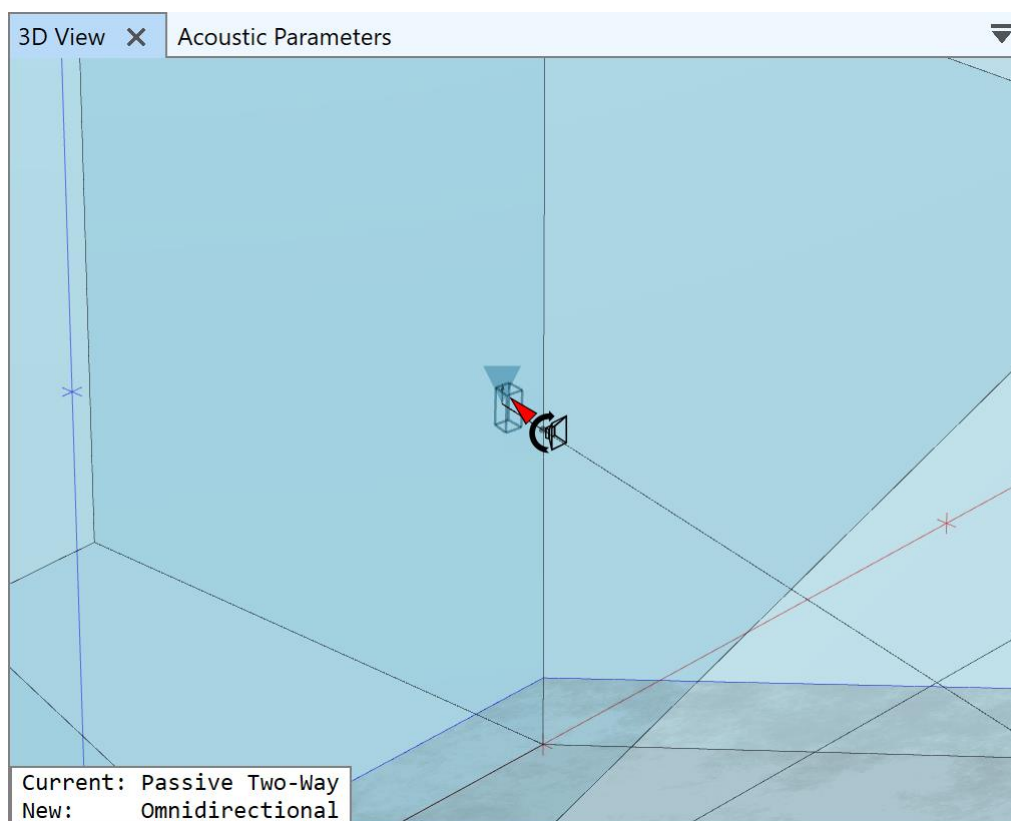 3D View Acoustic Parameters
Current: Passive Two-Way
New: Omnidirectional